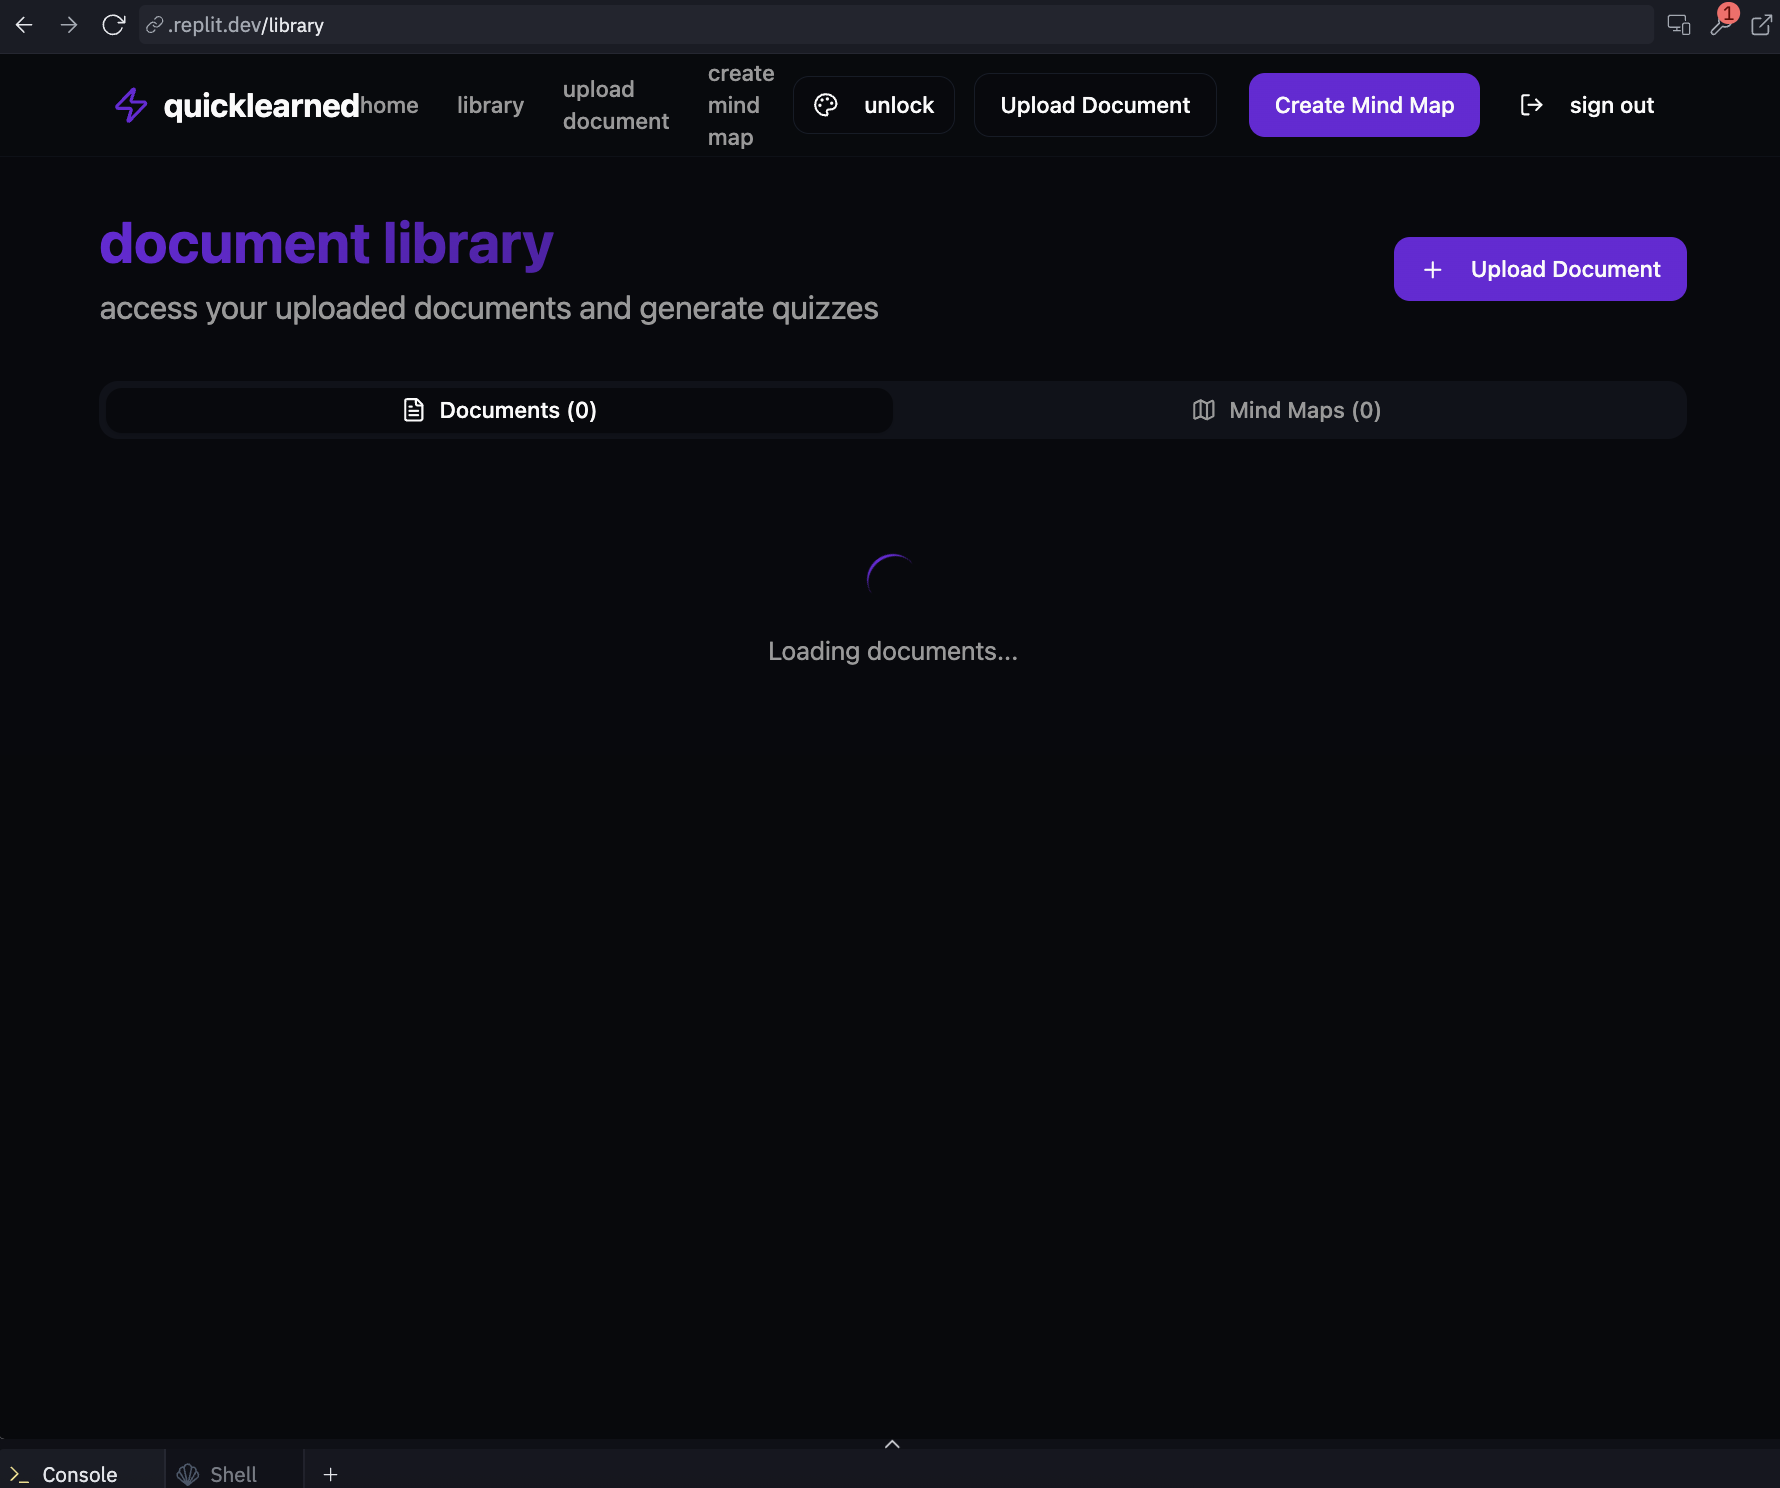 .replit.dev/library
1
quicklearned
home
library
upload
document
create
mind
map
unlock
Upload Document
Create Mind Map
sign out
document library
access your uploaded documents and generate quizzes
+ Upload Document
Documents (0)
Mind Maps (0)
Loading documents...
Console
Shell
+